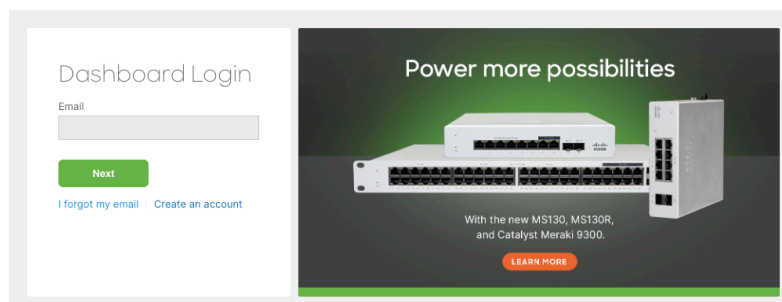 Dashboard Login
Email
Next
I forgot my email
Create an account
Power more possibilities
With the new MS130, MS130R,
and Catalyst Meraki 9300.
LEARN MORE